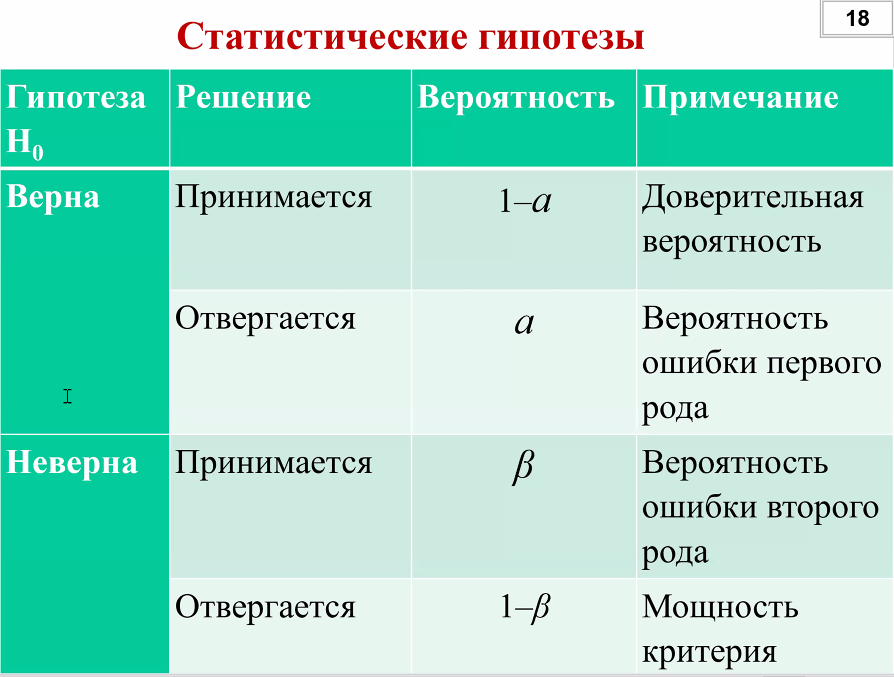 18
Статистические гипотезы
Гипотеза Решение Вероятность Примечание
H0
Верна Принимается 1–α Доверительная
вероятность
Отвергается α Вероятность
ошибки первого
рода
Неверна Принимается β Вероятность
ошибки второго
рода
Отвергается 1–β Мощность
критерия